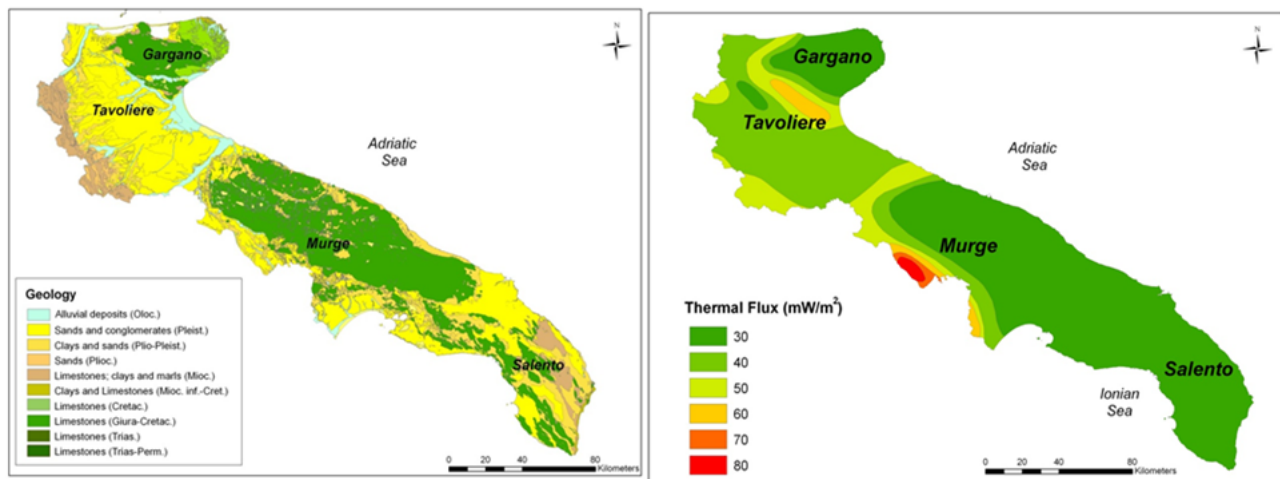 N
Gargano
Tavoliere
Adriatic
Sea
Murge
Salento
Geology
Alluvial deposits (Oloc.)
Sands and conglomerates (Pleist.)
Clays and sands (Plio-Pleist.)
Sands (Plioc.)
Limestones; clays and marls (Mioc.)
Clays and Limestones (Mioc. inf.-Cret.)
Limestones (Cretac.)
Limestones (Giura-Cretac.)
Limestones (Trias.)
Limestones (Trias-Perm.)
0 20 40 80
Kilometers
N
Gargano
Tavoliere
Adriatic
Sea
Murge
Thermal Flux (mW/m²)
30
40
50
60
70
80
Salento
Ionian
Sea
0 20 40 80
Kilometers